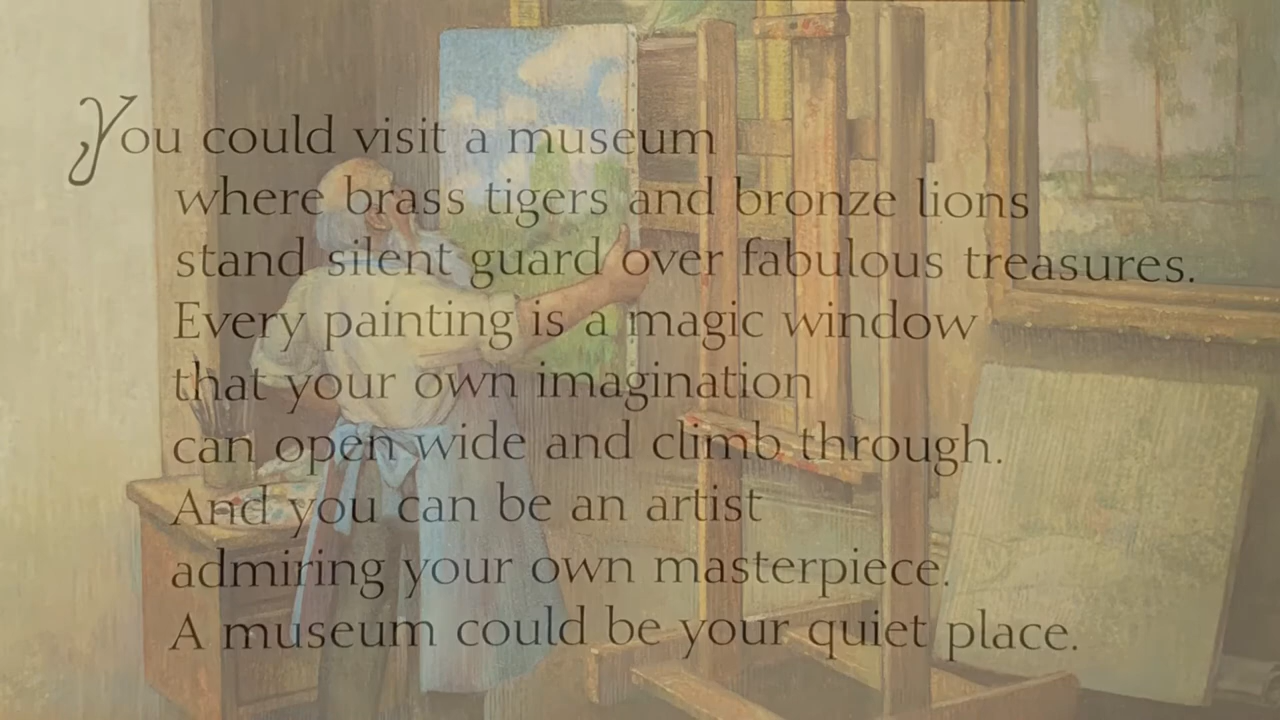 You could visit a museum
where brass tigers and bronze lions
stand silent guard over fabulous treasures.
Every painting is a magic window
that your own imagination
can open wide and climb through.
And you can be an artist
admiring your own masterpiece.
A museum could be your quiet place.